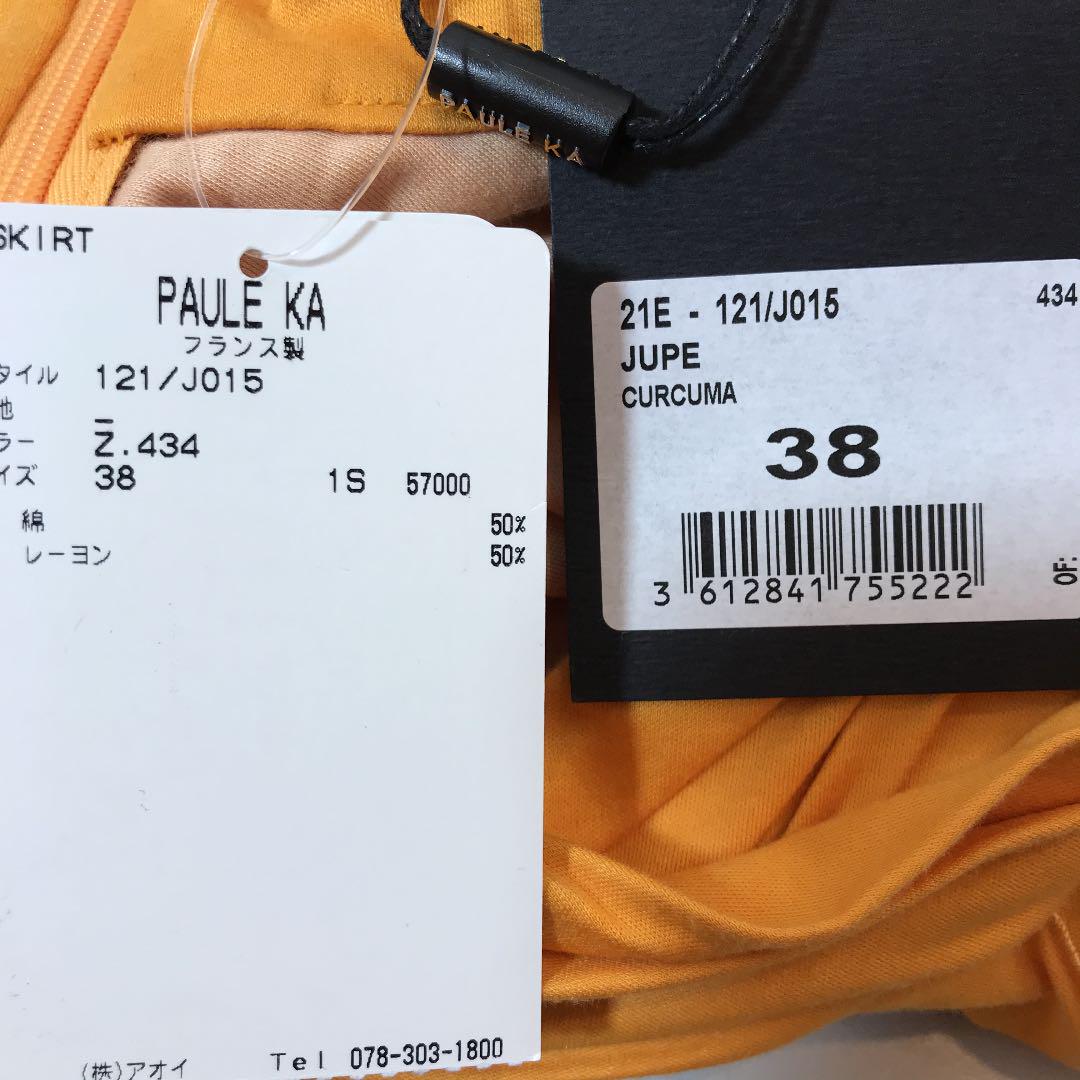 PAULE KA
SKIRT
PAULE KA
フランス製
タイル 121/J015
地 _
ラー Z.434
イズ 38 1S 57000
綿 50%
レーヨン 50%
(株)アオイ Tel 078-303-1800
21E - 121/J015 434
JUPE
CURCUMA
38
3 612841 755222
OF: